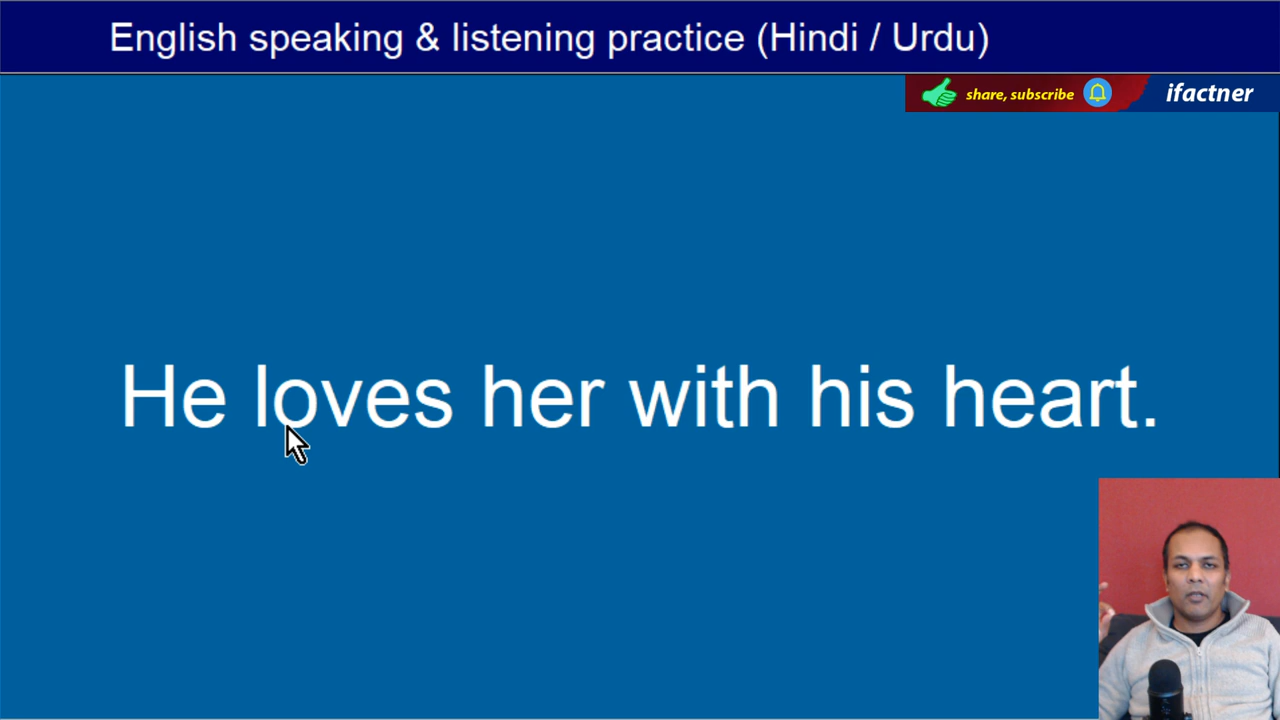 English speaking & listening practice (Hindi / Urdu)
share, subscribe
ifactner
He loves her with his heart.